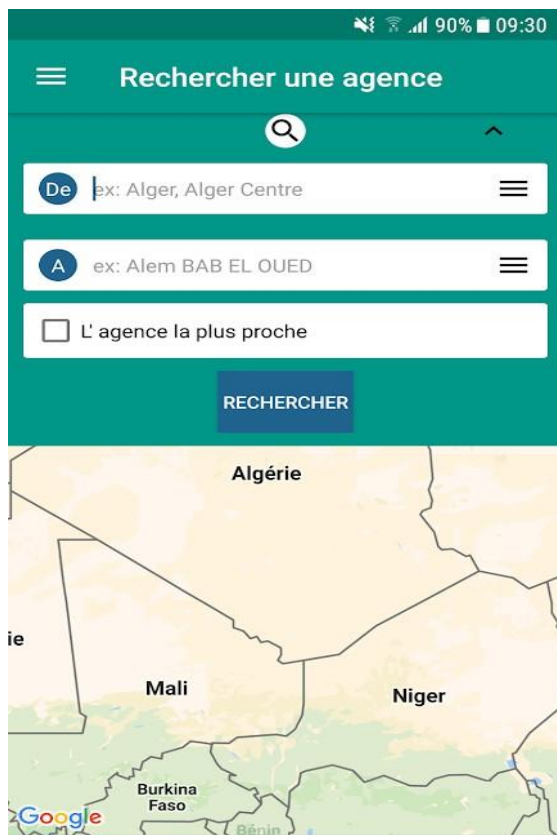 90% 09:30
Rechercher une agence
De ex: Alger, Alger Centre
A ex: Alem BAB EL OUED
L' agence la plus proche
RECHERCHER
Algérie
ie
Mali
Niger
Burkina
Faso
Google
Bénin